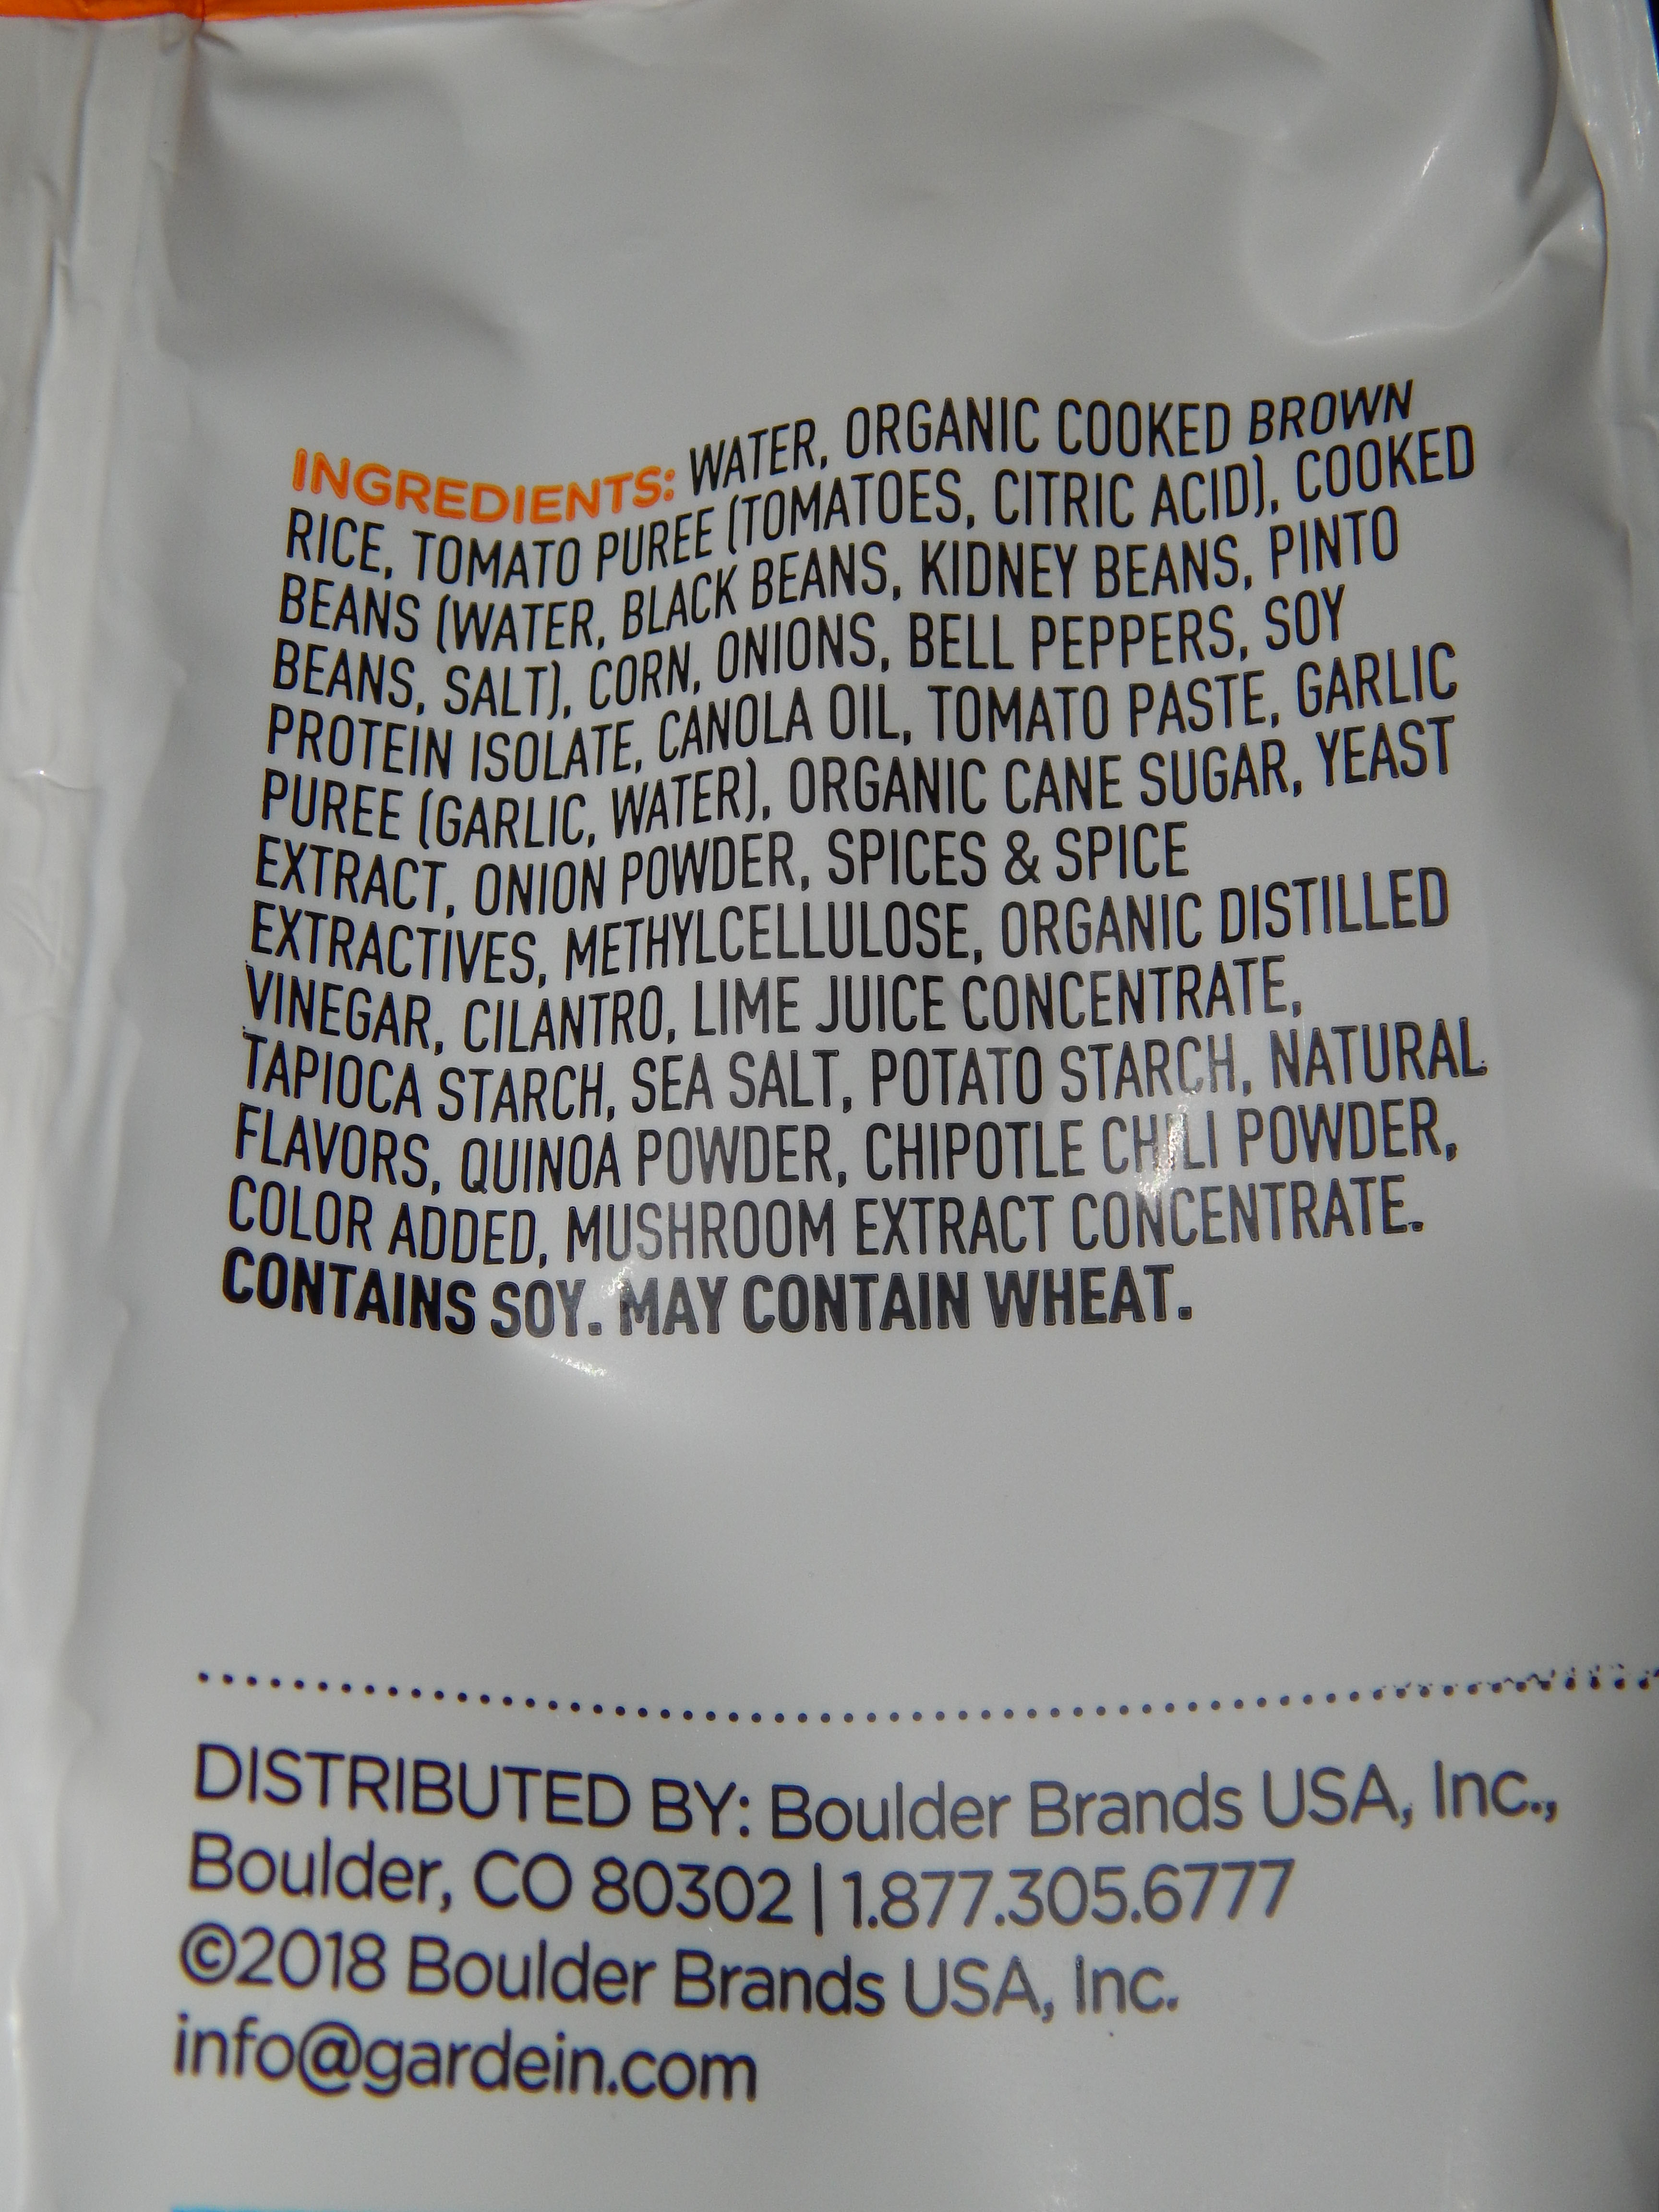 INGREDIENTS: WATER, ORGANIC COOKED BROWN
RICE, TOMATO PUREE (TOMATOES, CITRIC ACID), COOKED
BEANS (WATER, BLACK BEANS, KIDNEY BEANS, PINTO
BEANS, SALT), CORN, ONIONS, BELL PEPPERS, SOY
PROTEIN ISOLATE, CANOLA OIL, TOMATO PASTE, GARLIC
PUREE (GARLIC, WATER), ORGANIC CANE SUGAR, YEAST
EXTRACT, ONION POWDER, SPICES & SPICE
EXTRACTIVES, METHYLCELLULOSE, ORGANIC DISTILLED
VINEGAR, CILANTRO, LIME JUICE CONCENTRATE,
TAPIOCA STARCH, SEA SALT, POTATO STARCH, NATURAL
FLAVORS, QUINOA POWDER, CHIPOTLE CHILI POWDER,
COLOR ADDED, MUSHROOM EXTRACT CONCENTRATE.
CONTAINS SOY. MAY CONTAIN WHEAT.
DISTRIBUTED BY: Boulder Brands USA, Inc.,
Boulder, CO 80302 | 1.877.305.6777
©2018 Boulder Brands USA, Inc.
info@gardein.com